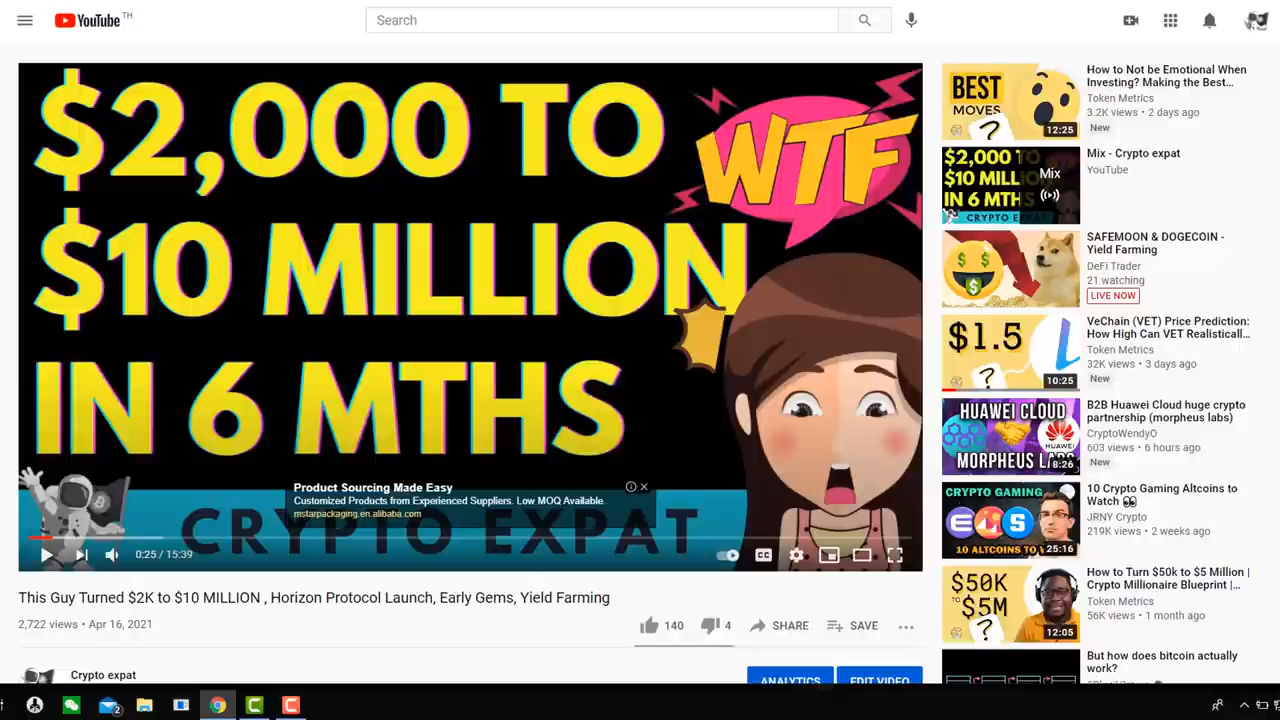 YouTube TH
Search
$2,000 TO
WTF
$10 MILLION
IN 6 MTHS
Product Sourcing Made Easy
Customized Products from Experienced Suppliers. Low MOQ Available.
mstarpackaging.en.alibaba.com
CRYPTO EXPAT
0:25 / 15:39
CC
This Guy Turned $2K to $10 MILLION , Horizon Protocol Launch, Early Gems, Yield Farming
2,722 views • Apr 16, 2021
140
4
SHARE
SAVE
Crypto expat
ANALYTICS
EDIT VIDEO
BEST
MOVES
?
12:25
How to Not be Emotional When
Investing? Making the Best...
Token Metrics
3.2K views • 2 days ago
New
$2,000 TO
$10 MILL
IN 6 MTHS
CRYPTO EXPAT
Mix
Mix - Crypto expat
YouTube
SAFEMOON & DOGECOIN -
Yield Farming
DeFi Trader
21 watching
LIVE NOW
$1.5
?
10:25
VeChain (VET) Price Prediction:
How High Can VET Realisticall...
Token Metrics
32K views • 3 days ago
New
HUAWEI CLOUD
HUAWEI
MORPHEUS LABS
8:26
B2B Huawei Cloud huge crypto
partnership (morpheus labs)
CryptoWendyO
603 views • 6 hours ago
New
CRYPTO GAMING
10 ALTCOINS TO
25:16
10 Crypto Gaming Altcoins to
Watch 👀
JRNY Crypto
219K views • 2 weeks ago
$50K
TO
$5M
?
12:05
How to Turn $50k to $5 Million |
Crypto Millionaire Blueprint |...
Token Metrics
56K views • 1 month ago
But how does bitcoin actually
work?
2